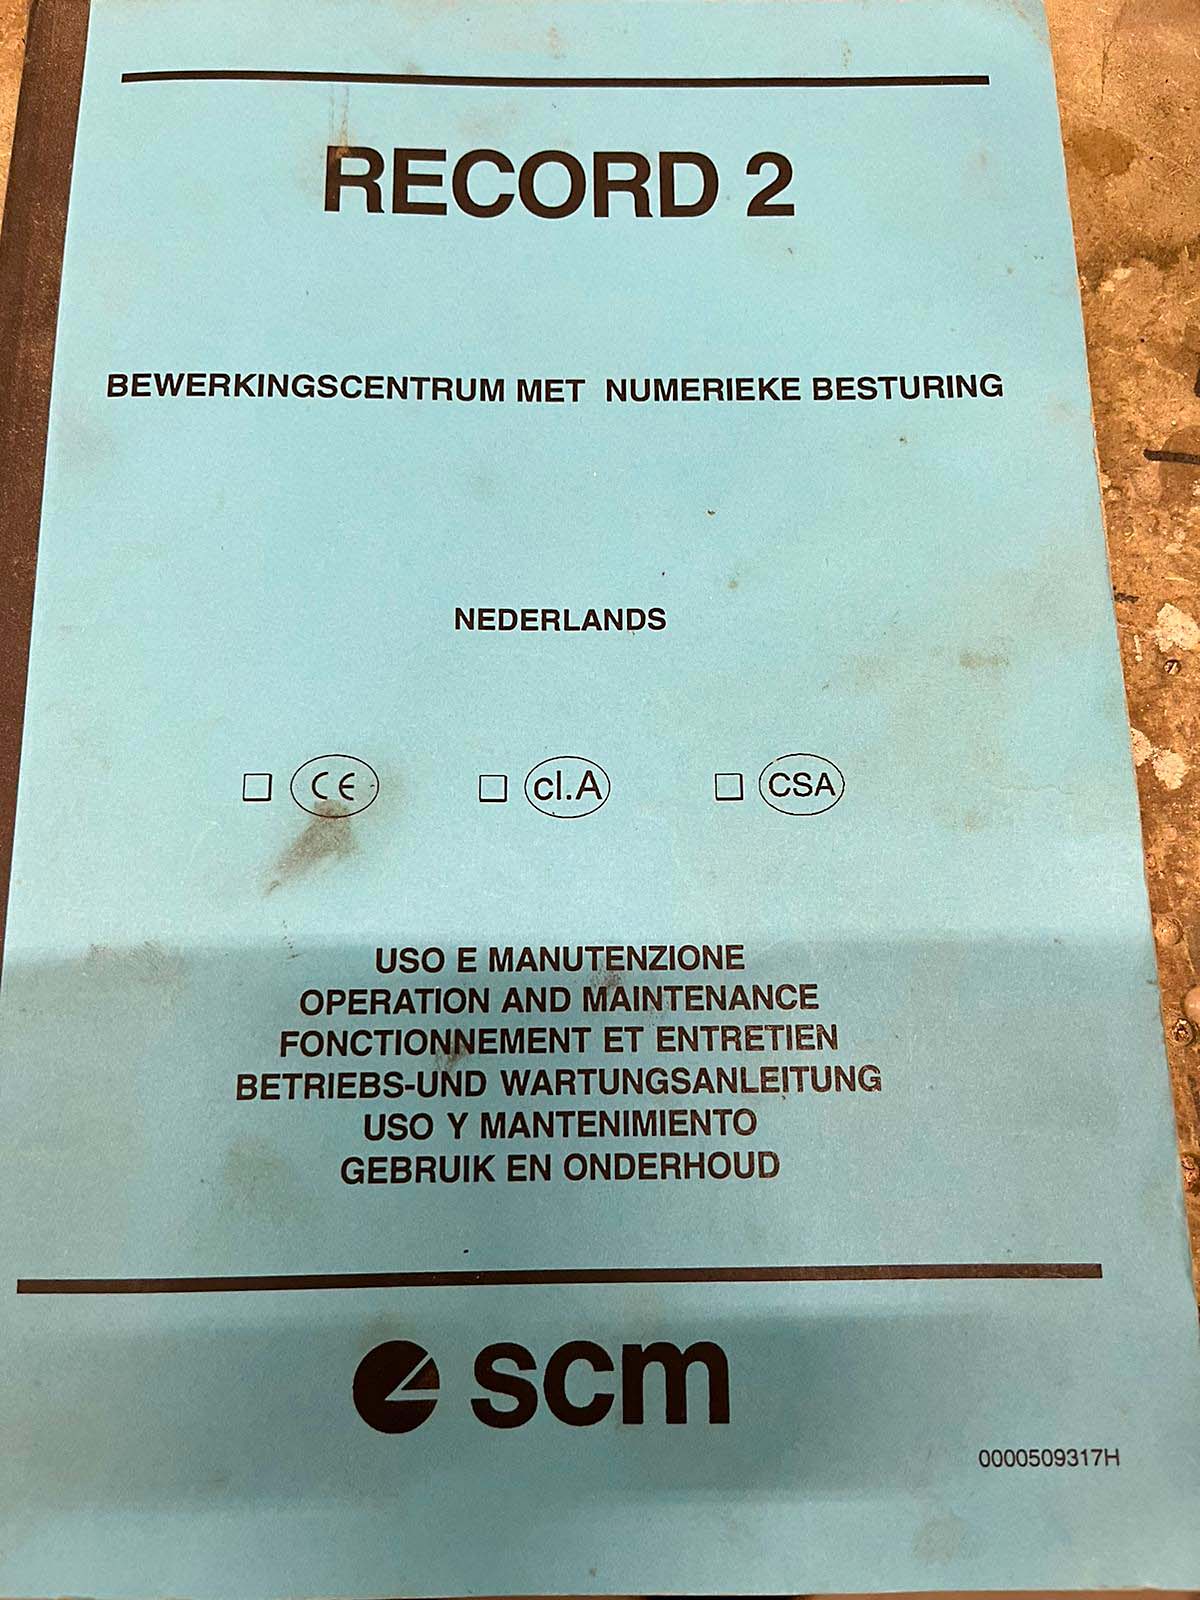 RECORD 2
BEWERKINGSCENTRUM MET NUMERIEKE BESTURING
NEDERLANDS
CE cl.A CSA
USO E MANUTENZIONE
OPERATION AND MAINTENANCE
FONCTIONNEMENT ET ENTRETIEN
BETRIEBS-UND WARTUNGSANLEITUNG
USO Y MANTENIMIENTO
GEBRUIK EN ONDERHOUD
scm
0000509317H